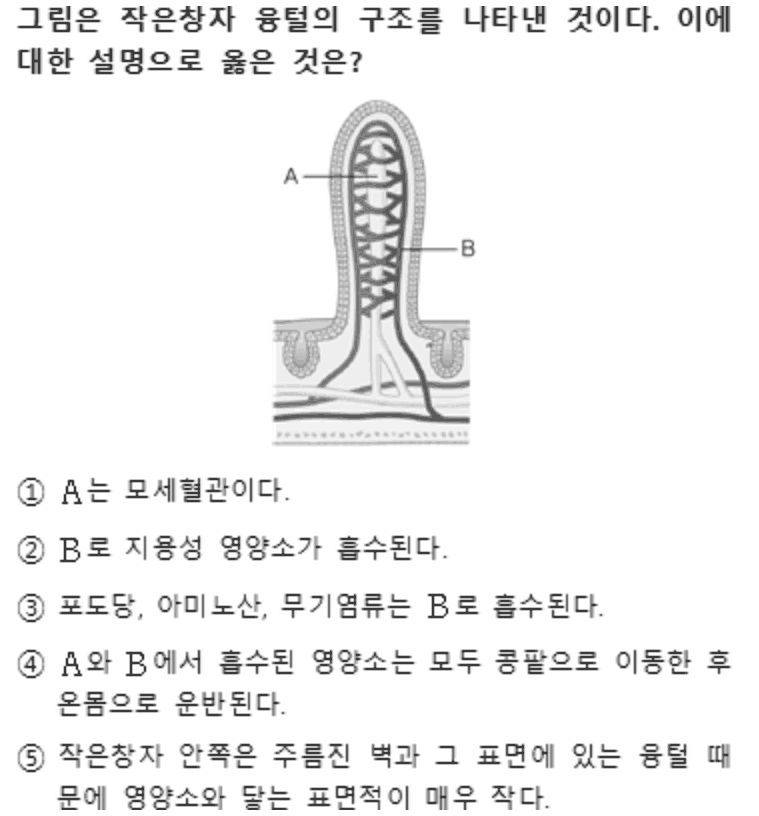 그림은 작은창자 융털의 구조를 나타낸 것이다. 이에
대한 설명으로 옳은 것은?
A
B
① A는 모세혈관이다.
② B로 지용성 영양소가 흡수된다.
③ 포도당, 아미노산, 무기염류는 B로 흡수된다.
④ A와 B에서 흡수된 영양소는 모두 콩팥으로 이동한 후
온몸으로 운반된다.
⑤ 작은창자 안쪽은 주름진 벽과 그 표면에 있는 융털 때
문에 영양소와 닿는 표면적이 매우 작다.